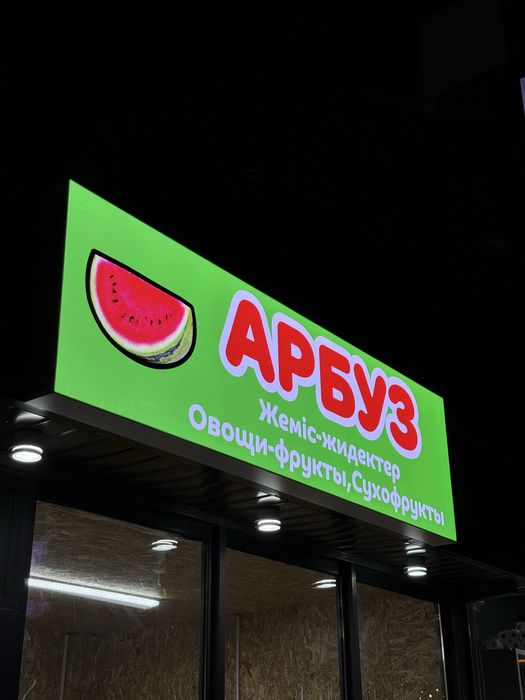 АРБУЗ
Жеміс-жидектер
Овощи-фрукты,Сухофрукты